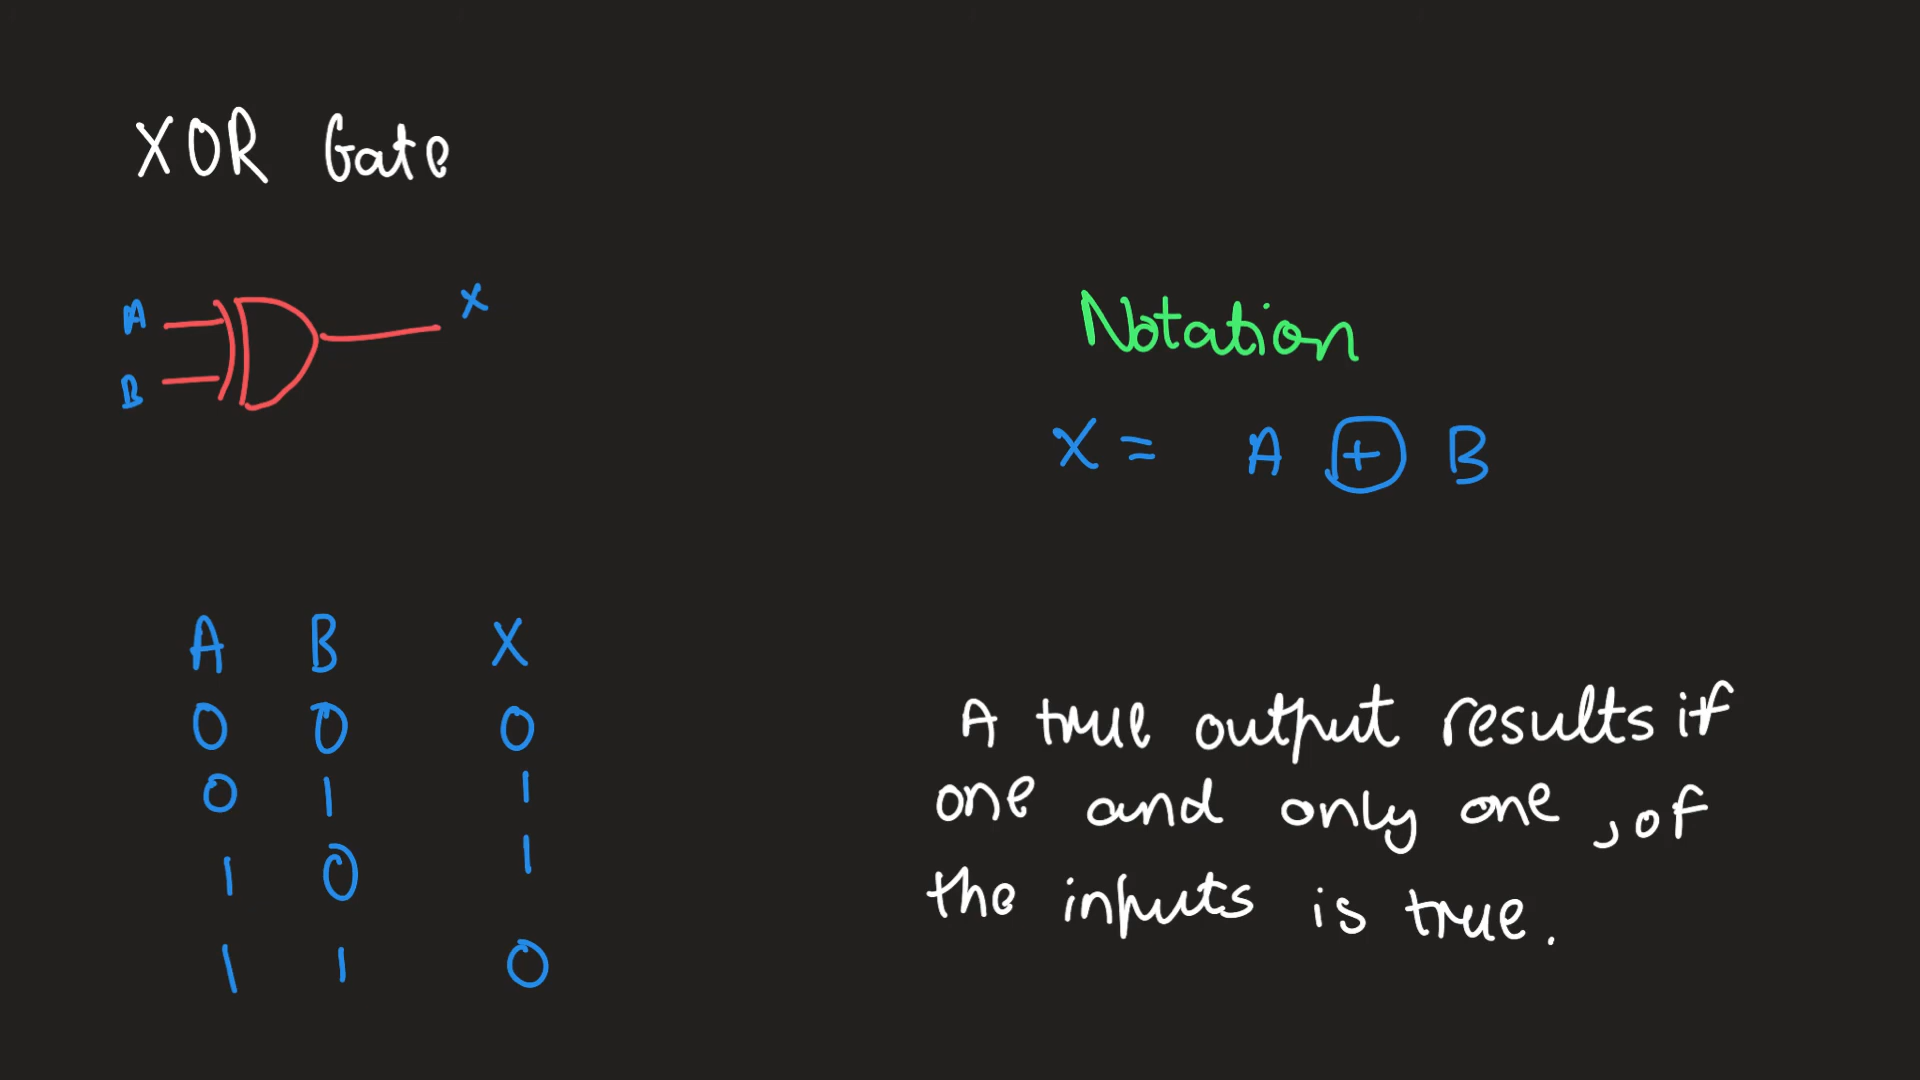 XOR Gate
A
X
B
Notation
X = A ⊕ B
A B X
0 0 0
0 1 1
1 0 1
1 1 0
A true output results if
one and only one , of
the inputs is true.